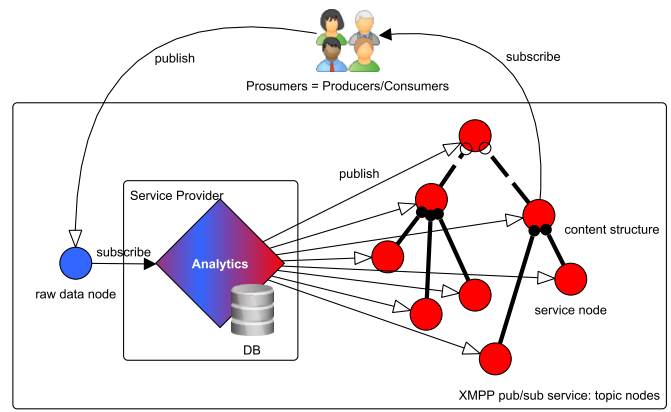 publish
subscribe
Prosumers = Producers/Consumers
publish
Service Provider
content structure
subscribe
Analytics
raw data node
service node
DB
XMPP pub/sub service: topic nodes